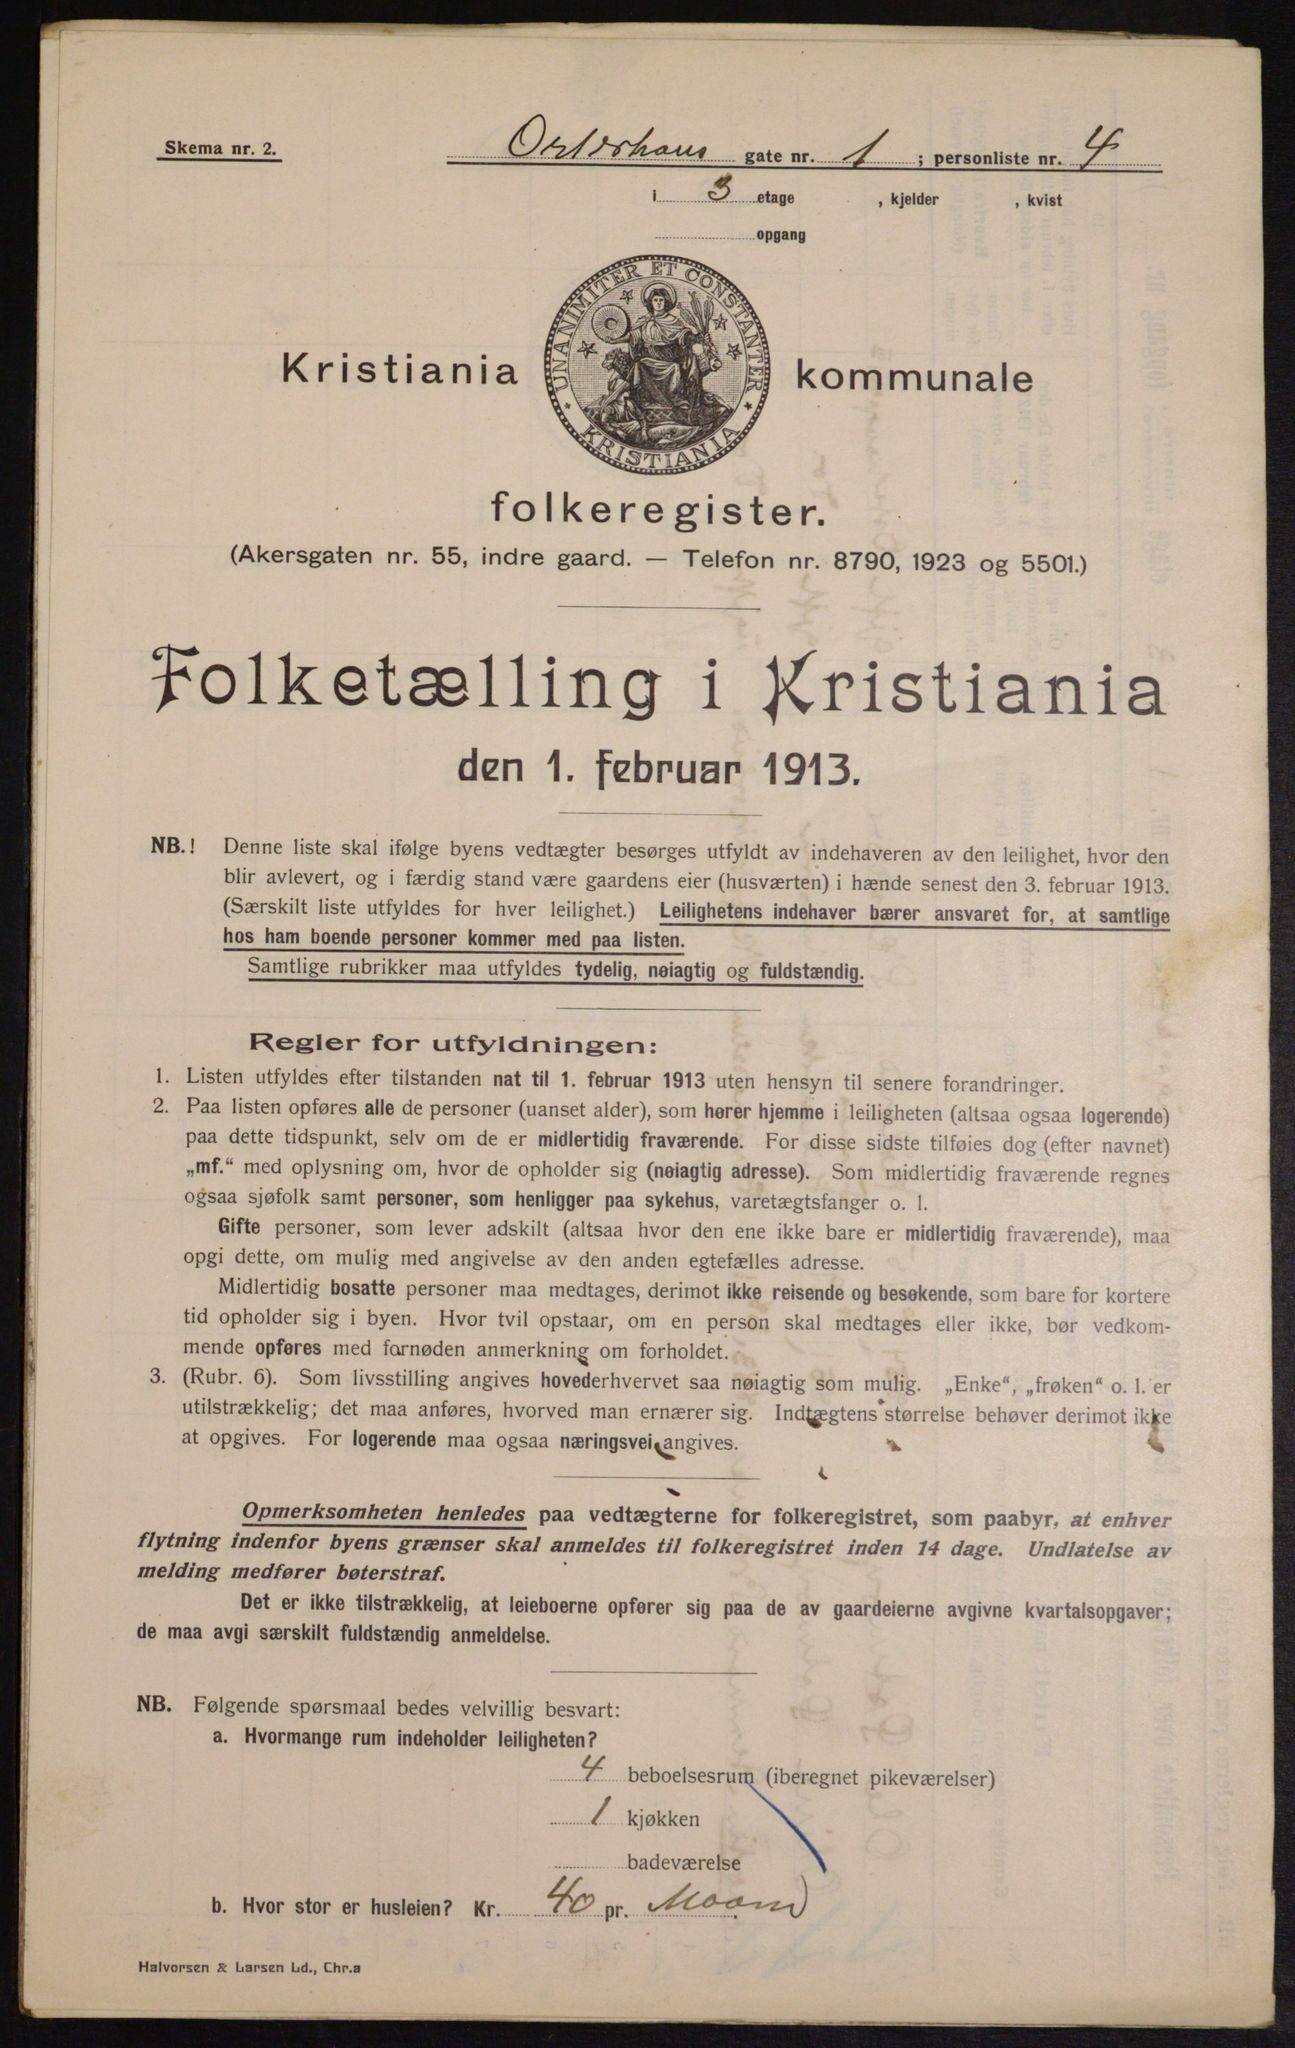 Skema nr. 2.
Osterhaus gate nr. 1 ; personliste nr. 4
i 3 etage , kjelder , kvist
opgang
UNANIMITER ET CONSTANTER
KRISTIANIA
Kristiania kommunale
folkeregister.
(Akersgaten nr. 55, indre gaard. — Telefon nr. 8790, 1923 og 5501.)
Folketælling i Kristiania
den 1. februar 1913.
NB.! Denne liste skal ifølge byens vedtægter besørges utfyldt av indehaveren av den leilighet, hvor den
blir avlevert, og i færdig stand være gaardens eier (husværten) i hænde senest den 3. februar 1913.
(Særskilt liste utfyldes for hver leilighet.) Leilighetens indehaver bærer ansvaret for, at samtlige
hos ham boende personer kommer med paa listen.
Samtlige rubrikker maa utfyldes tydelig, nøiagtig og fuldstændig.
Regler for utfyldningen:
1. Listen utfyldes efter tilstanden nat til 1. februar 1913 uten hensyn til senere forandringer.
2. Paa listen opføres alle de personer (uanset alder), som hører hjemme i leiligheten (altsaa ogsaa logerende)
paa dette tidspunkt, selv om de er midlertidig fraværende. For disse sidste tilføies dog (efter navnet)
„mf.“ med oplysning om, hvor de opholder sig (nøiagtig adresse). Som midlertidig fraværende regnes
ogsaa sjøfolk samt personer, som henligger paa sykehus, varetægtsfanger o. l.
Gifte personer, som lever adskilt (altsaa hvor den ene ikke bare er midlertidig fraværende), maa
opgi dette, om mulig med angivelse av den anden egtefælles adresse.
Midlertidig bosatte personer maa medtages, derimot ikke reisende og besøkende, som bare for kortere
tid opholder sig i byen. Hvor tvil opstaar, om en person skal medtages eller ikke, bør vedkom-
mende opføres med fornøden anmerkning om forholdet.
3. (Rubr. 6). Som livsstilling angives hovederhvervet saa nøiagtig som mulig. „Enke“, „frøken“ o. l. er
utilstrækkelig; det maa anføres, hvorved man ernærer sig. Indtægtens størrelse behøver derimot ikke
at opgives. For logerende maa ogsaa næringsvei angives.
Opmerksomheten henledes paa vedtægterne for folkeregistret, som paabyr, at enhver
flytning indenfor byens grænser skal anmeldes til folkeregistret inden 14 dage. Undlatelse av
melding medfører bøterstraf.
Det er ikke tilstrækkelig, at leieboerne opfører sig paa de av gaardeierne avgivne kvartalsopgaver;
de maa avgi særskilt fuldstændig anmeldelse.
NB. Følgende spørsmaal bedes velvillig besvart:
a. Hvormange rum indeholder leiligheten?
4 beboelsesrum (iberegnet pikeværelser)
1 kjøkken
badeværelse
b. Hvor stor er husleien? Kr. 40 pr. Maaned
Halvorsen & Larsen Ld., Chr.a